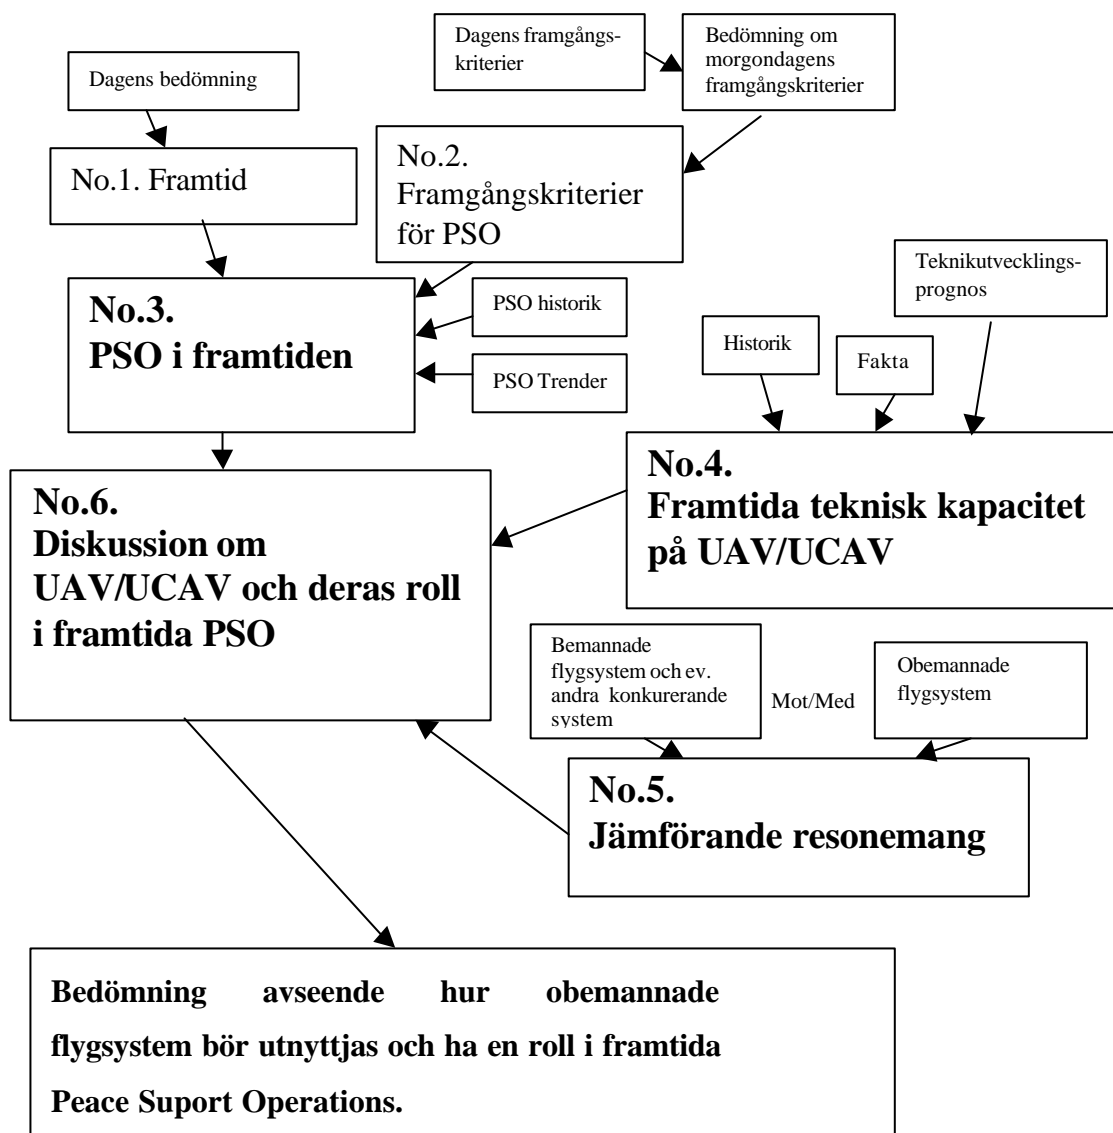 Dagens framgångs-
kriterier
Bedömning om
morgondagens
framgångskriterier
Dagens bedömning
No.1. Framtid
No.2.
Framgångskriterier
för PSO
Teknikutvecklings-
prognos
No.3.
PSO i framtiden
PSO historik
PSO Trender
Historik
Fakta
No.4.
Framtida teknisk kapacitet
på UAV/UCAV
No.6.
Diskussion om
UAV/UCAV och deras roll
i framtida PSO
Bemannade
flygsystem och ev.
andra konkurerande
system
Mot/Med
Obemannade
flygsystem
No.5.
Jämförande resonemang
Bedömning avseende hur obemannade
flygsystem bör utnyttjas och ha en roll i framtida
Peace Suport Operations.